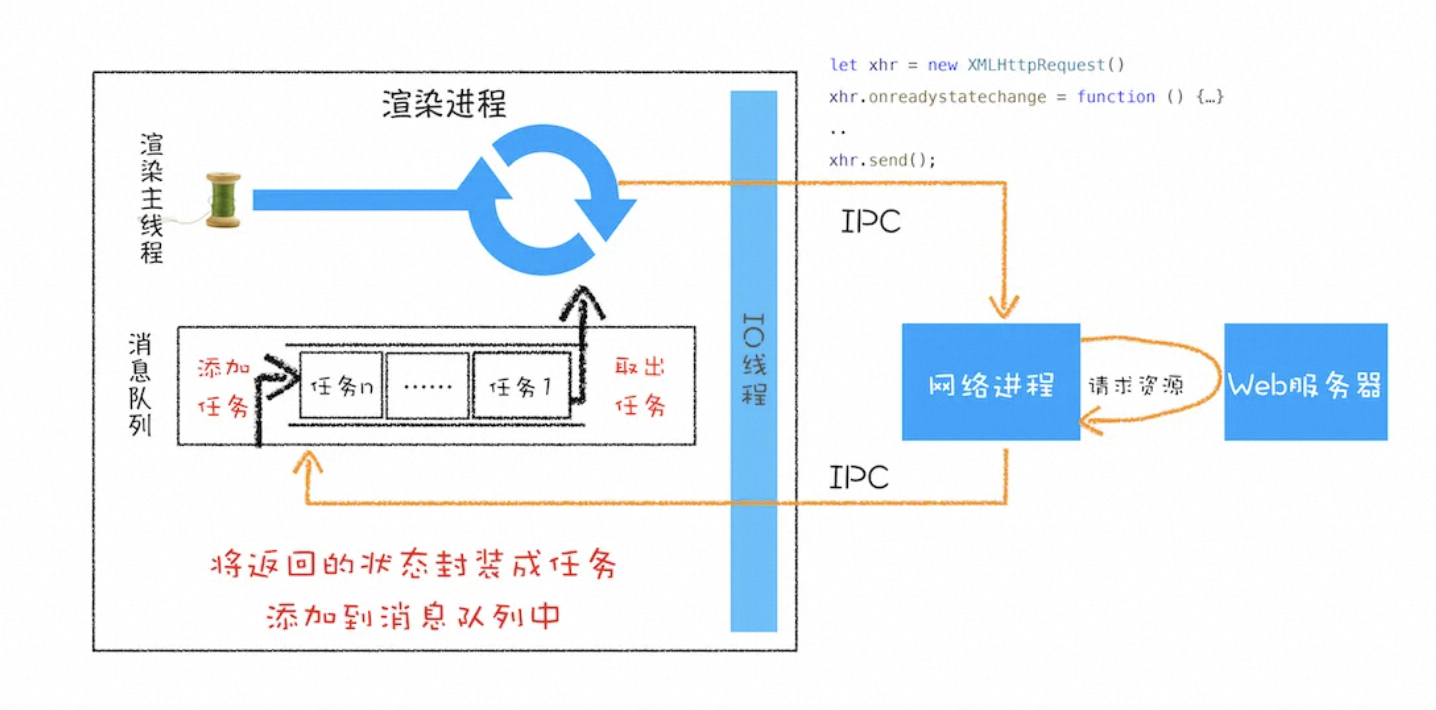 let xhr = new XMLHttpRequest()
xhr.onreadystatechange = function () {…}
..
xhr.send();
渲染进程
渲染主线程
IPC
IO线程
消息队列
添加
任务
任务n
……
任务1
取出
任务
网络进程
请求资源
Web服务器
IPC
将返回的状态封装成任务
添加到消息队列中